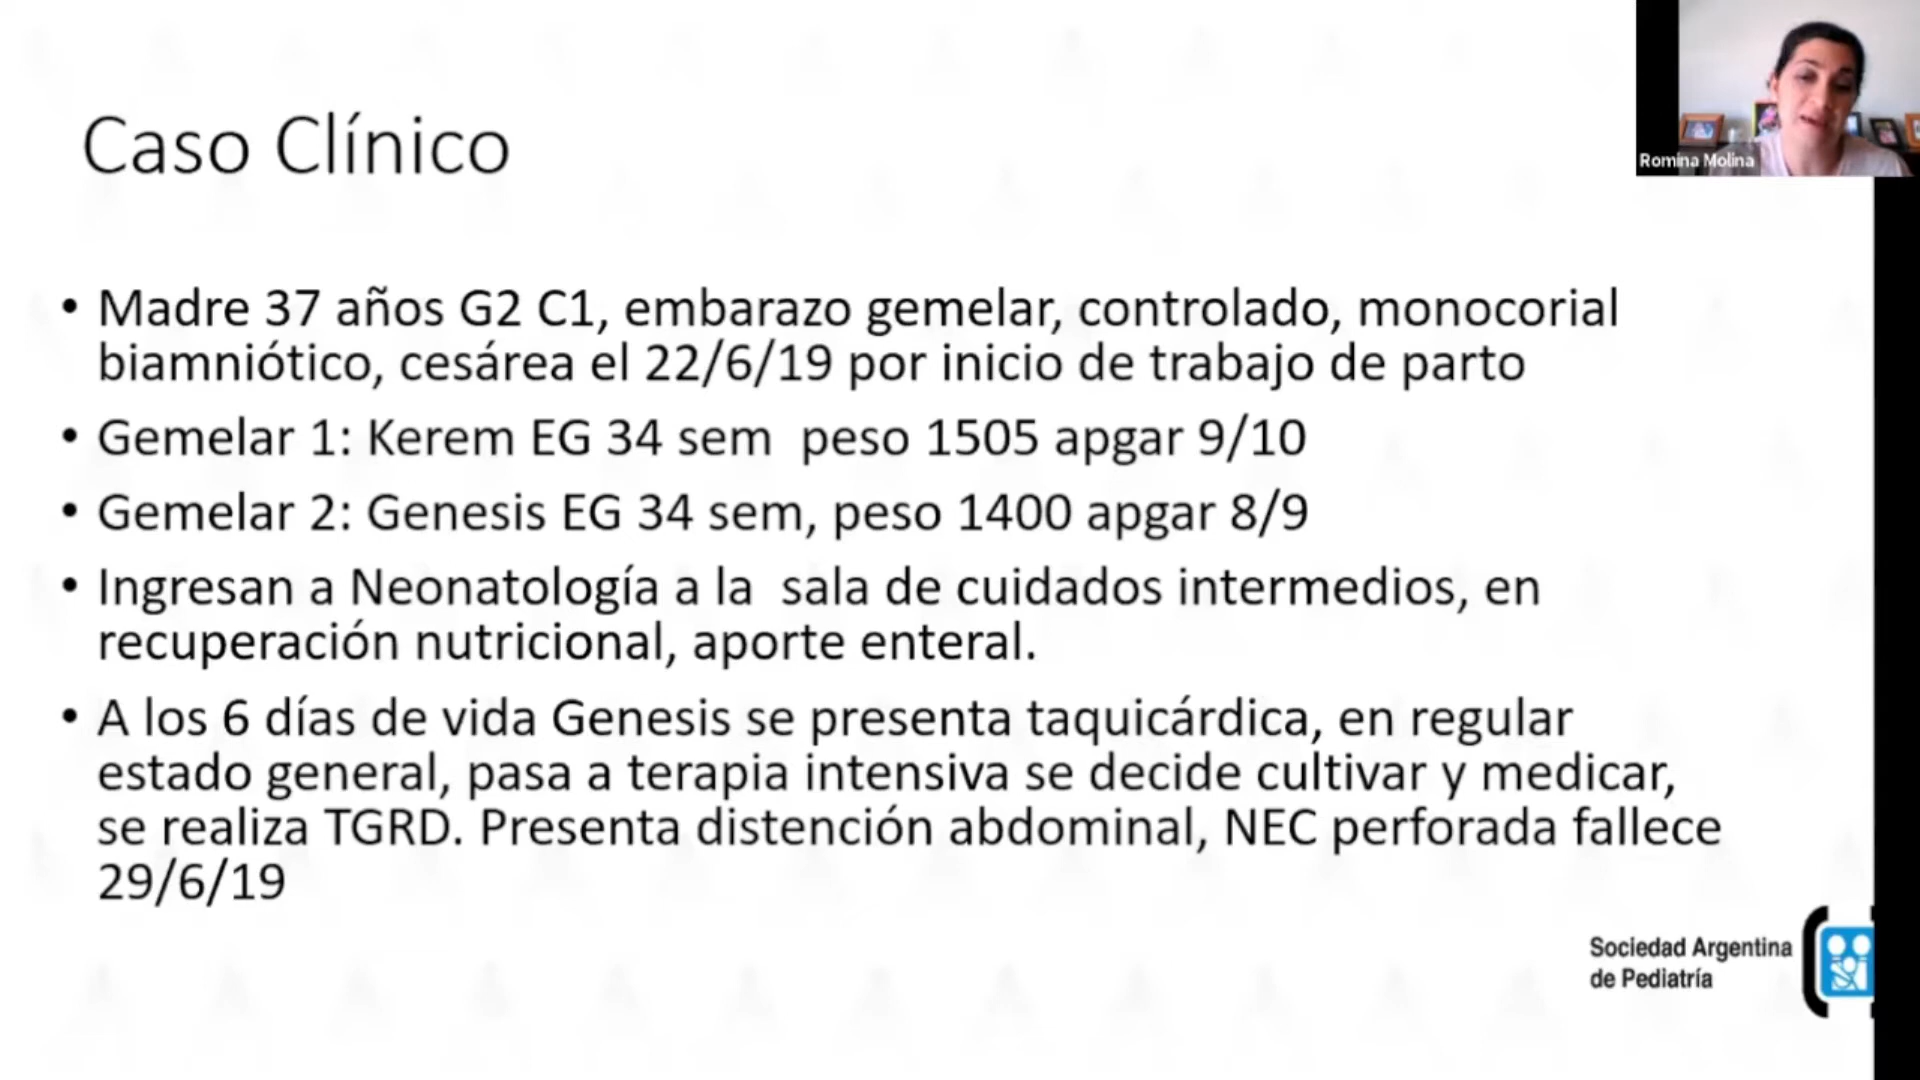 Caso Clínico
Romina Molina
• Madre 37 años G2 C1, embarazo gemelar, controlado, monocorial
biamniótico, cesárea el 22/6/19 por inicio de trabajo de parto
• Gemelar 1: Kerem EG 34 sem  peso 1505 apgar 9/10
• Gemelar 2: Genesis EG 34 sem, peso 1400 apgar 8/9
• Ingresan a Neonatología a la  sala de cuidados intermedios, en
recuperación nutricional, aporte enteral.
• A los 6 días de vida Genesis se presenta taquicárdica, en regular
estado general, pasa a terapia intensiva se decide cultivar y medicar,
se realiza TGRD. Presenta distención abdominal, NEC perforada fallece
29/6/19
Sociedad Argentina
de Pediatría